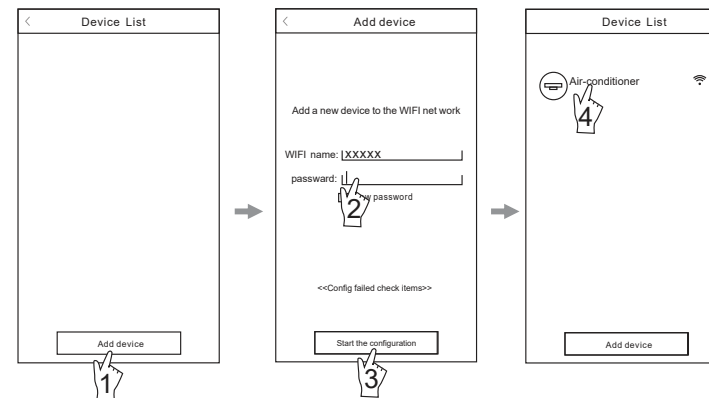 Device List
Add device
1
Add device
Add a new device to the WIFI net work
WIFI name: XXXXX
passward:
w password
2
<<Config failed check items>>
Start the configuration
3
Device List
Air-conditioner
4
Add device